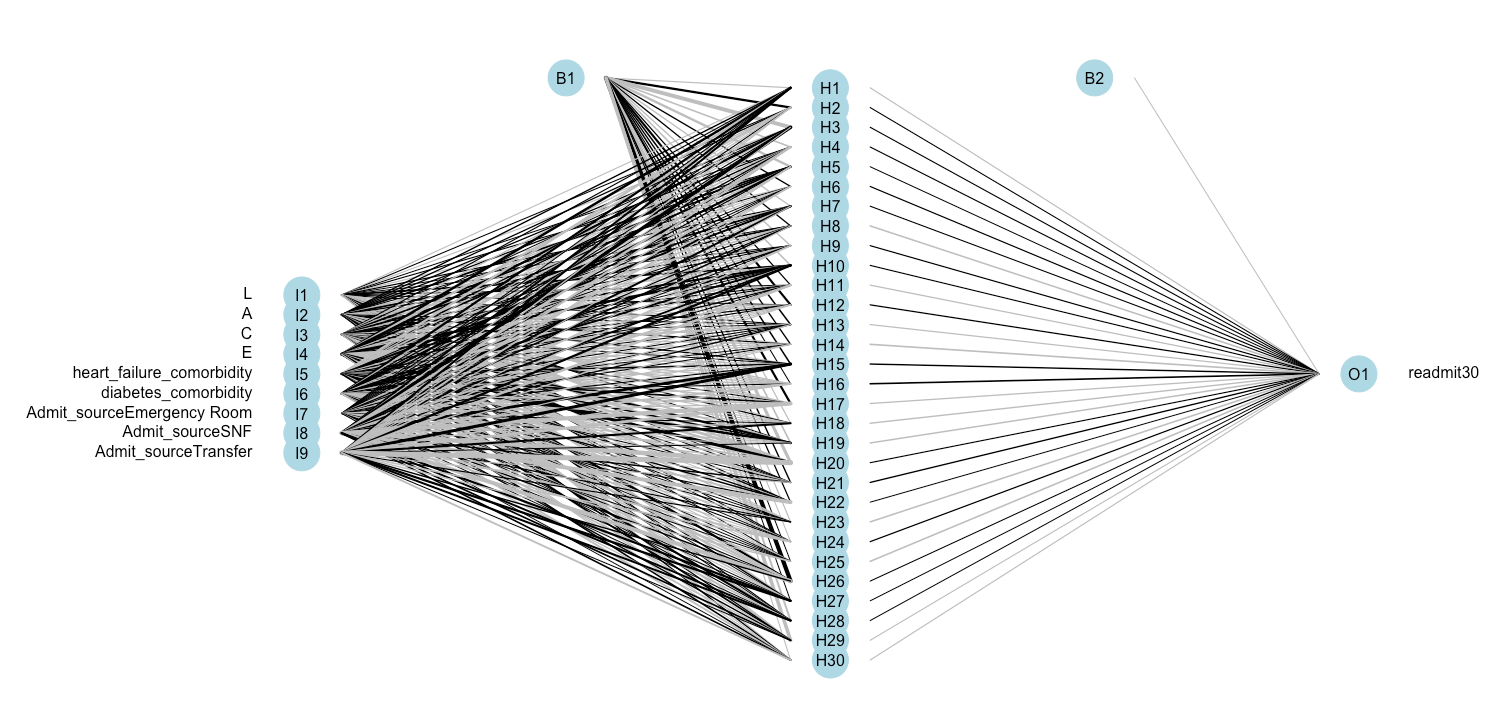 B1
B2
H1
H2
H3
H4
H5
H6
H7
H8
H9
H10
H11
H12
H13
H14
H15
H16
H17
H18
H19
H20
H21
H22
H23
H24
H25
H26
H27
H28
H29
H30
L I1
A I2
C I3
E I4
heart_failure_comorbidity I5
diabetes_comorbidity I6
Admit_sourceEmergency Room I7
Admit_sourceSNF I8
Admit_sourceTransfer I9
O1 readmit30